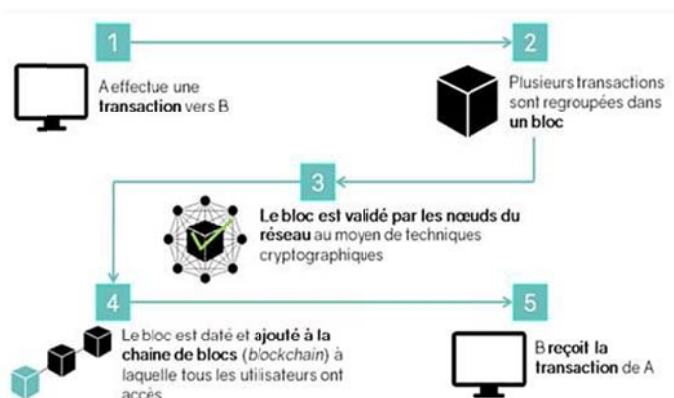 1
A effectue une
transaction vers B
2
Plusieurs transactions
sont regroupées dans
un bloc
3
Le bloc est validé par les nœuds du
réseau au moyen de techniques
cryptographiques
4
Le bloc est daté et ajouté à la
chaine de blocs (blockchain) à
laquelle tous les utilisateurs ont
accès
5
B reçoit la
transaction de A